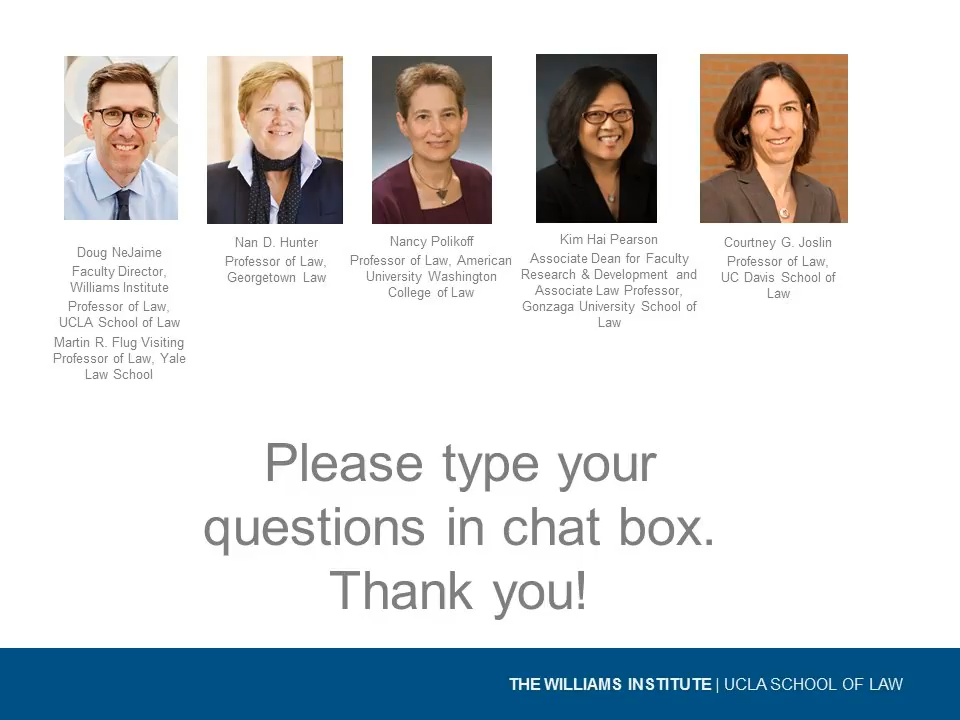 Doug NeJaime
Faculty Director,
Williams Institute
Professor of Law,
UCLA School of Law
Martin R. Flug Visiting
Professor of Law, Yale
Law School
Nan D. Hunter
Professor of Law,
Georgetown Law
Nancy Polikoff
Professor of Law, American
University Washington
College of Law
Kim Hai Pearson
Associate Dean for Faculty
Research & Development and
Associate Law Professor,
Gonzaga University School of
Law
Courtney G. Joslin
Professor of Law,
UC Davis School of
Law
Please type your
questions in chat box.
Thank you!
THE WILLIAMS INSTITUTE | UCLA SCHOOL OF LAW